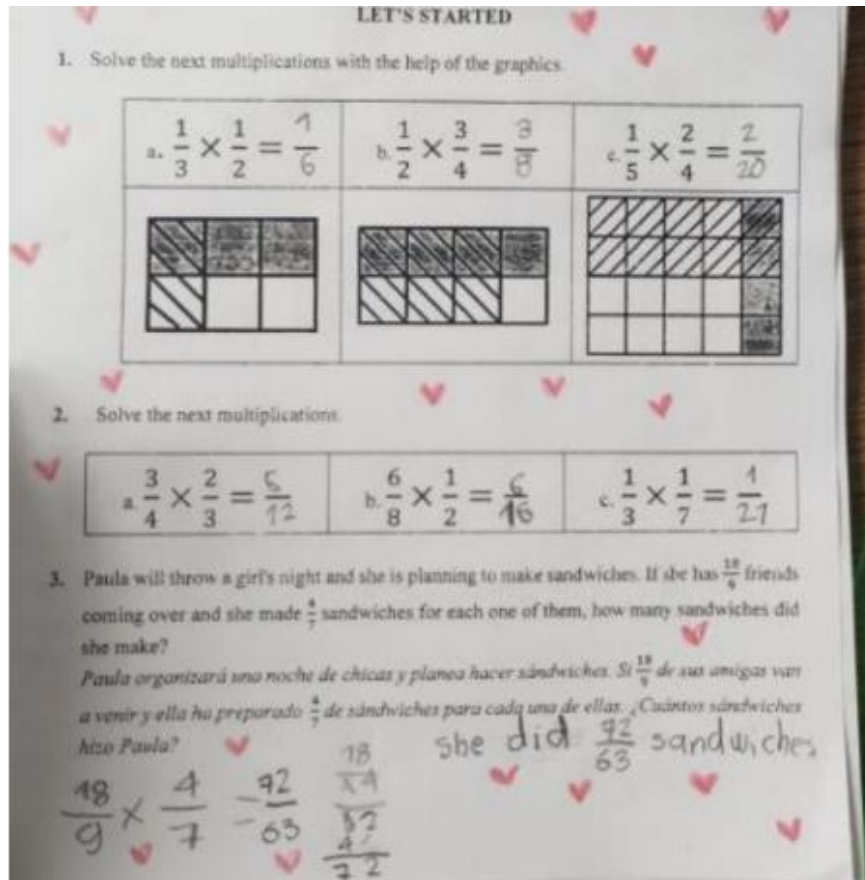 LET'S STARTED
1. Solve the next multiplications with the help of the graphics.
a. 1/3 × 1/2 = 1/6
b. 1/2 × 3/4 = 3/8
c. 1/5 × 2/4 = 2/20
2. Solve the next multiplications.
a. 3/4 × 2/3 = 6/12
b. 6/8 × 1/2 = 6/16
c. 1/3 × 1/7 = 1/21
3. Paula will throw a girl's night and she is planning to make sandwiches. If she has 18/9 friends
coming over and she made 4/7 sandwiches for each one of them, how many sandwiches did
she make?
Paula organizará una noche de chicas y planea hacer sándwiches. Si 18/9 de sus amigas van
a venir y ella ha preparado 4/7 de sándwiches para cada una de ellas. ¿Cuántos sándwiches
hizo Paula?
she did 72/63 sandwiches
18/9 × 4/7 = 72/63
18
x4
32
4
72